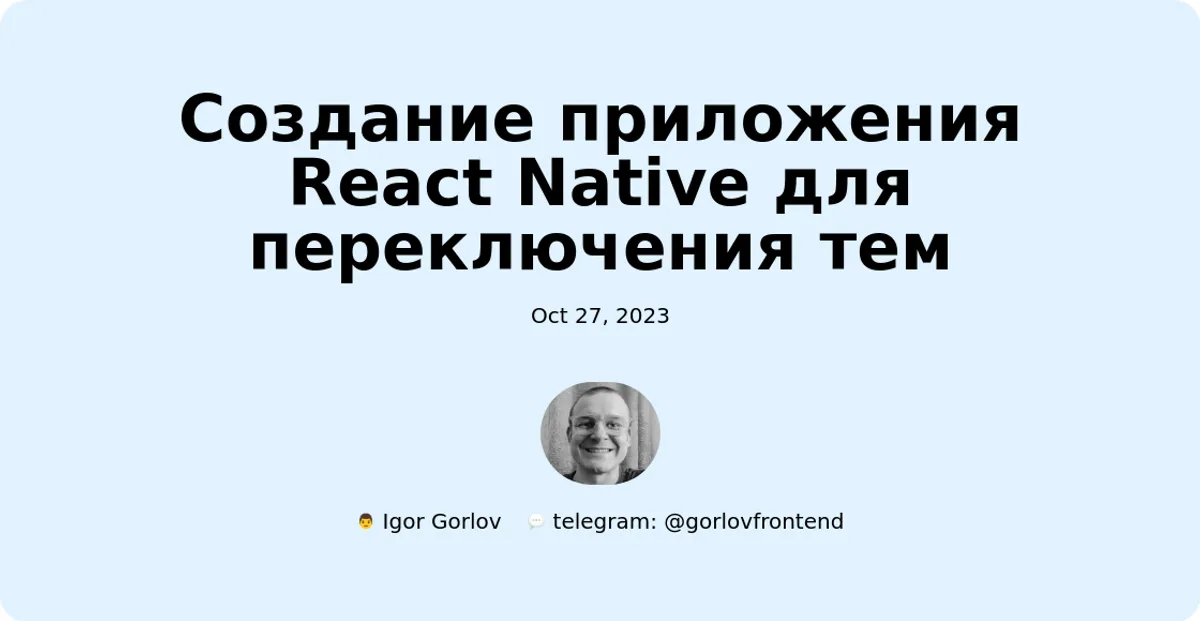 Создание приложения
React Native для
переключения тем
Oct 27, 2023
Igor Gorlov telegram: @gorlovfrontend